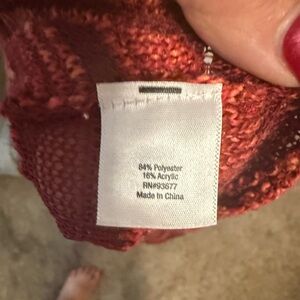 84% Polyester
16% Acrylic
RN#93677
Made In China